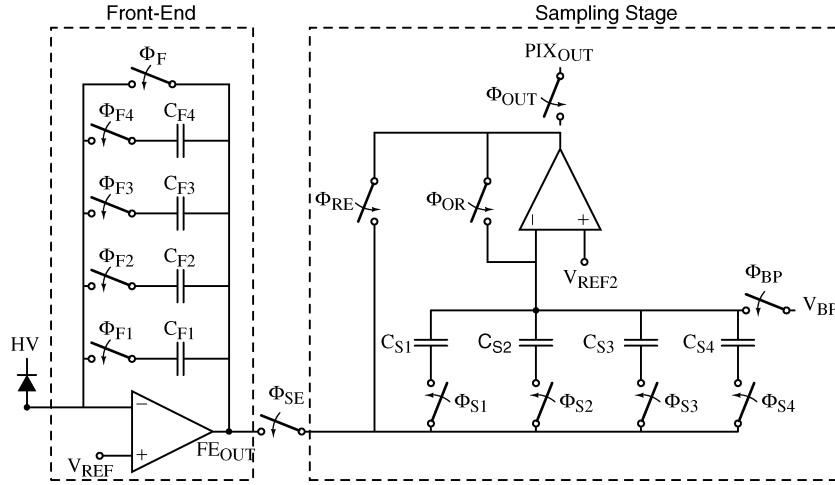 Front-End
Sampling Stage
Φ_F
Φ_F4
C_F4
Φ_F3
C_F3
Φ_F2
C_F2
Φ_F1
C_F1
HV
V_REF
−
+
FE_OUT
Φ_SE
PIX_OUT
Φ_OUT
Φ_RE
Φ_OR
−
+
V_REF2
Φ_BP
V_BP
C_S1
C_S2
C_S3
C_S4
Φ_S1
Φ_S2
Φ_S3
Φ_S4